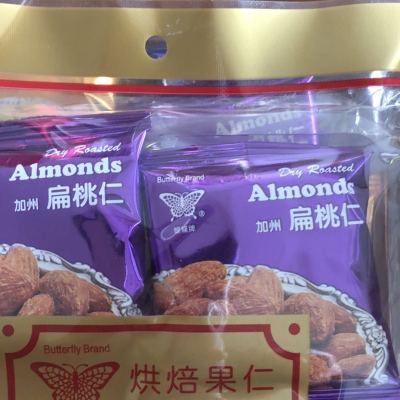 Dry Roasted
Almonds
加州 扁桃仁
Butterfly Brand
Dry Roasted
Almonds
®
加州 扁桃仁
Butterfly Brand
烘焙果仁